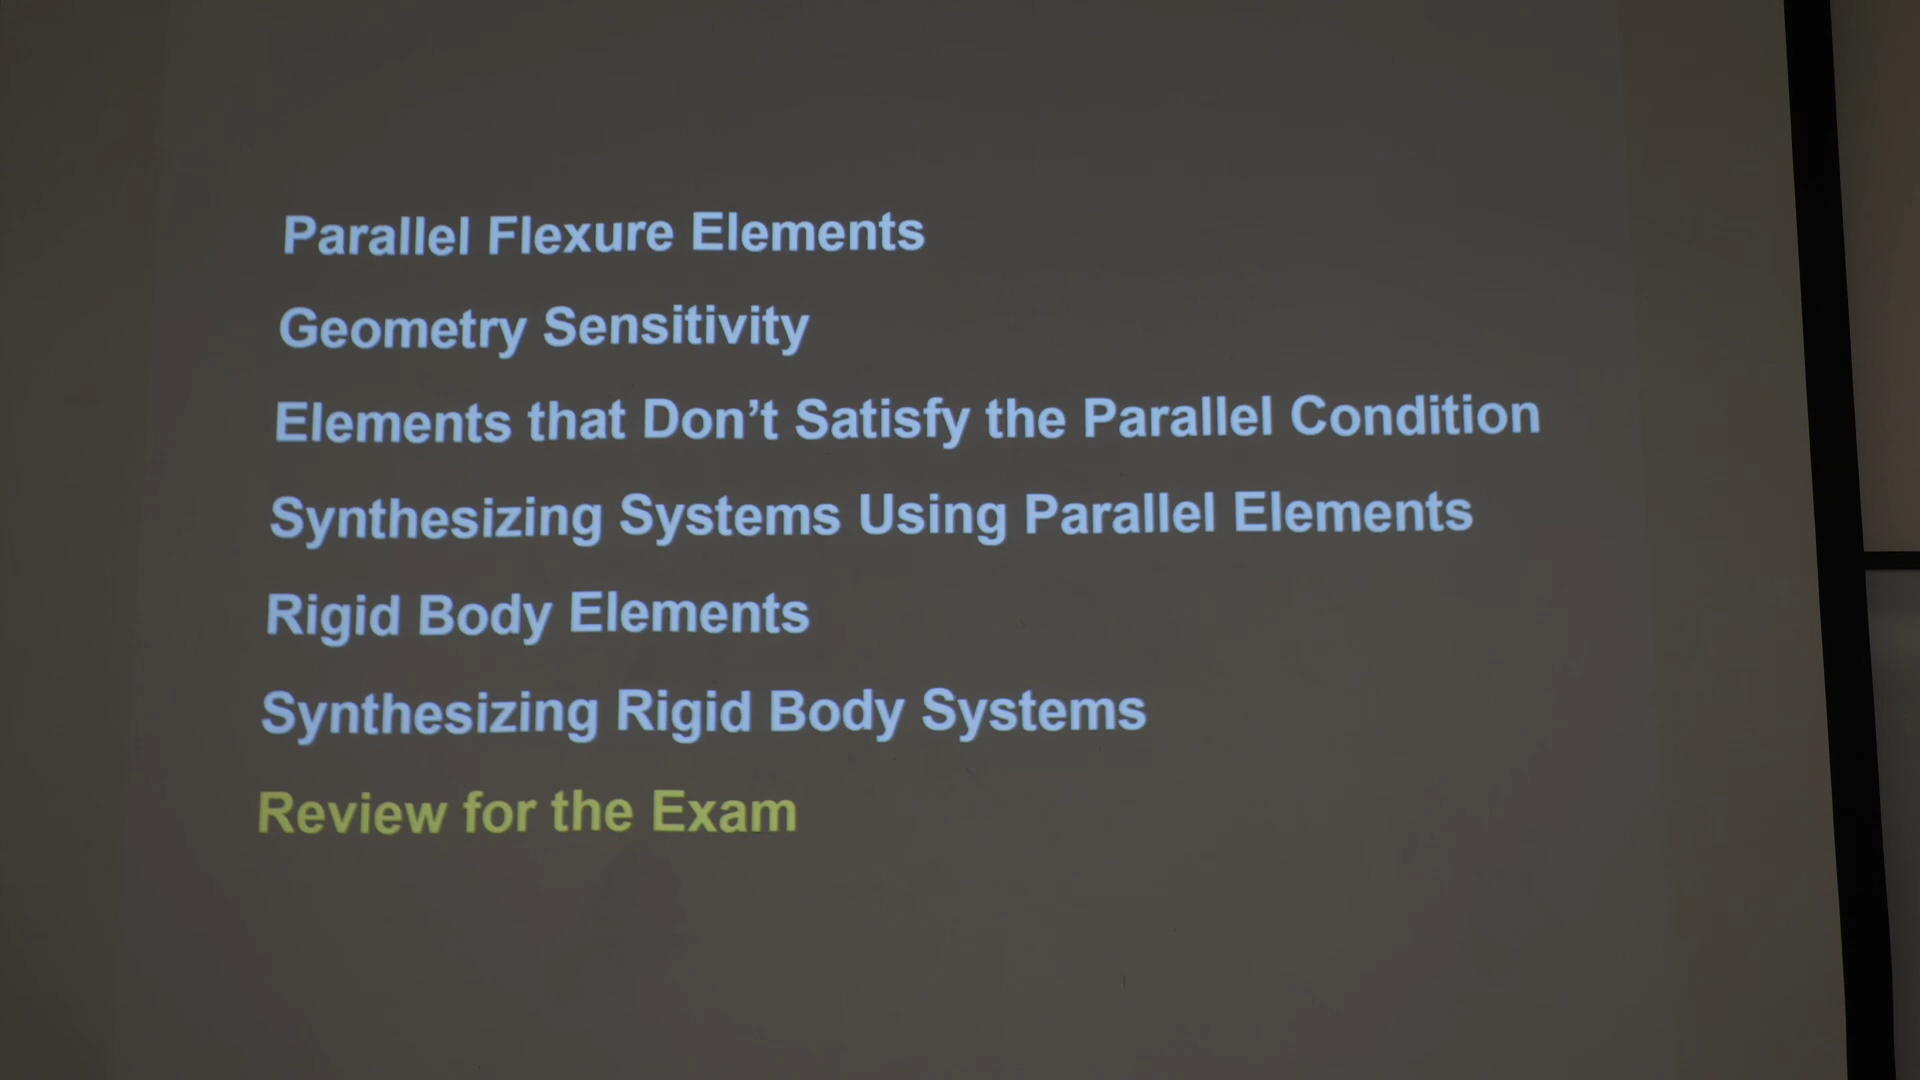 Parallel Flexure Elements
Geometry Sensitivity
Elements that Don’t Satisfy the Parallel Condition
Synthesizing Systems Using Parallel Elements
Rigid Body Elements
Synthesizing Rigid Body Systems
Review for the Exam